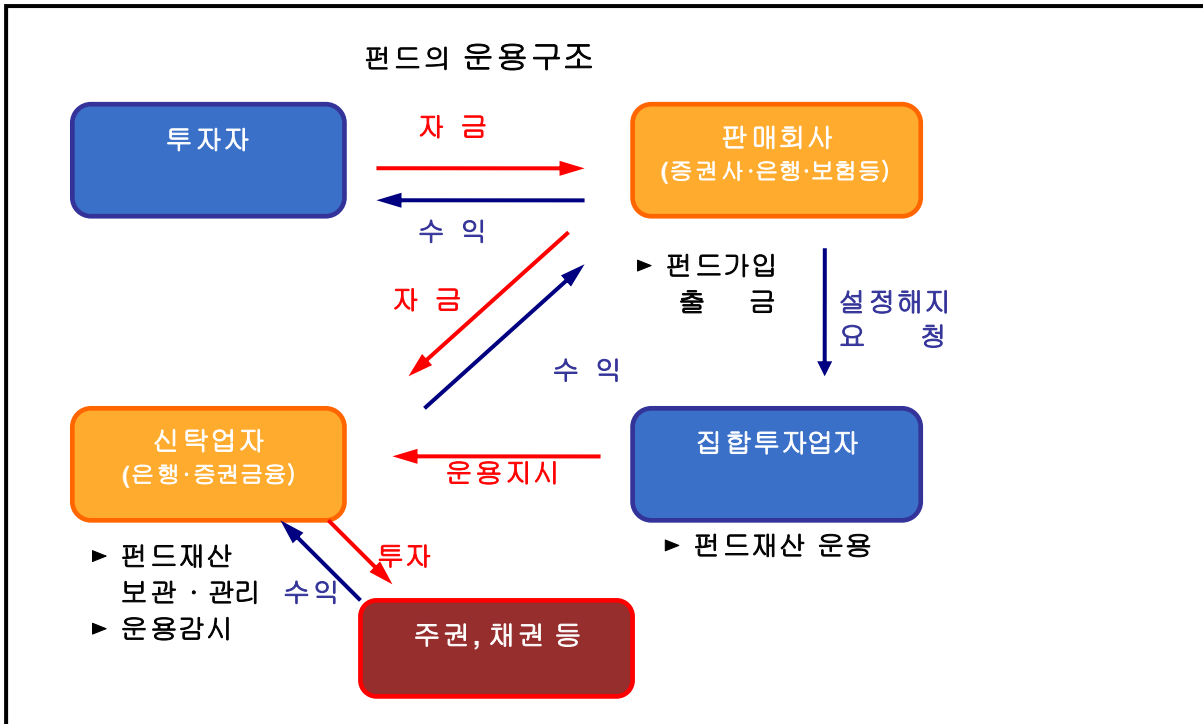 펀드의 운용구조
투자자
자 금
판매회사
(증권사·은행·보험등)
수 익
► 펀드가입
출 금
자 금
설정해지
요 청
수 익
신탁업자
(은행·증권금융)
집합투자업자
운용지시
► 펀드재산 운용
► 펀드재산
보관 · 관리
► 운용감시
투자
수익
주권, 채권 등